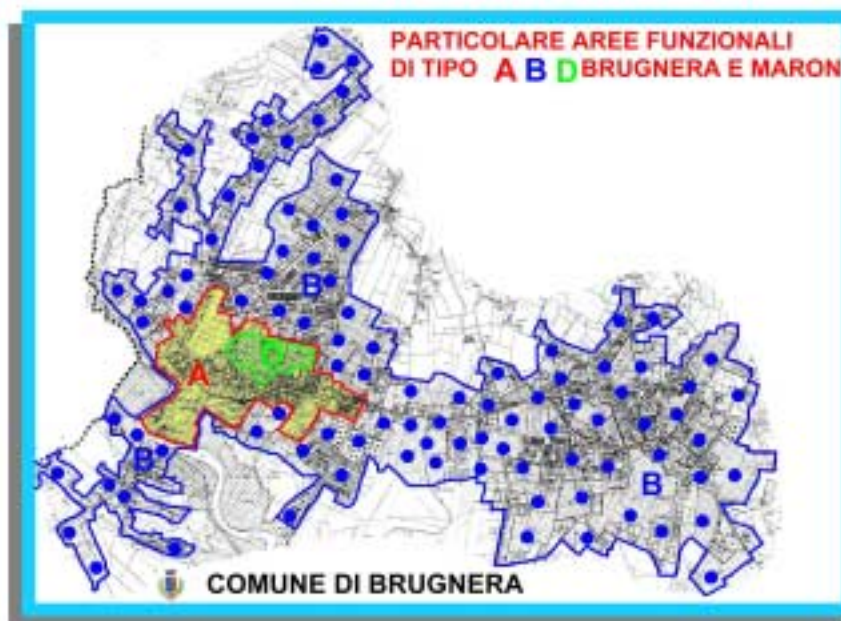 PARTICOLARE AREE FUNZIONALI
DI TIPO A B D BRUGNERA E MARON
B
D
A
B
B
COMUNE DI BRUGNERA